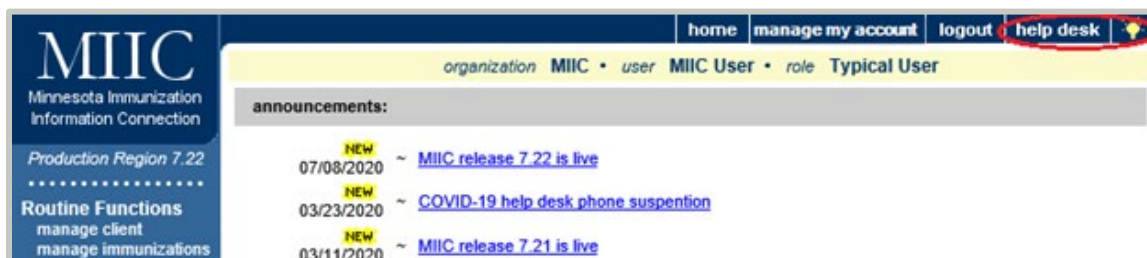 home manage my account logout help desk
MIIC
Minnesota Immunization
Information Connection
organization MIIC • user MIIC User • role Typical User
announcements:
Production Region 7.22
Routine Functions
manage client
manage immunizations
NEW
07/08/2020 ~ MIIC release 7.22 is live
NEW
03/23/2020 ~ COVID-19 help desk phone suspention
NEW
03/11/2020 ~ MIIC release 7.21 is live